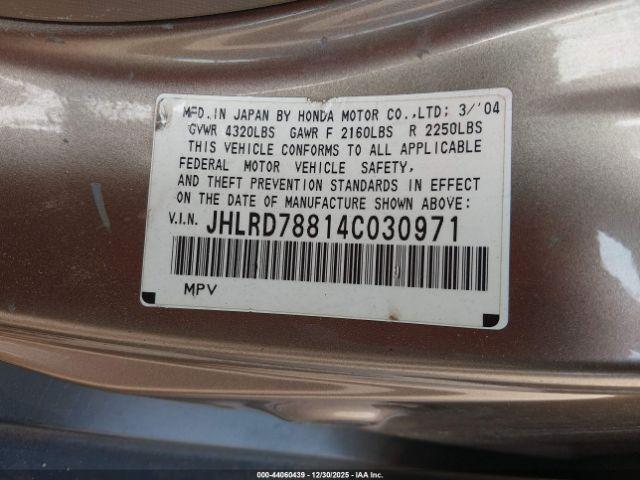 MFD.IN JAPAN BY HONDA MOTOR CO.,LTD: 3/'04
GVWR 4320LBS GAWR F 2160LBS R 2250LBS
THIS VEHICLE CONFORMS TO ALL APPLICABLE
FEDERAL MOTOR VEHICLE SAFETY,
AND THEFT PREVENTION STANDARDS IN EFFECT
ON THE DATE OF MANUFACTURE SHOWN ABOVE:
V.I.N. JHLRD78814C030971
MPV
000-44060439 12/30/2025 IAA Inc.